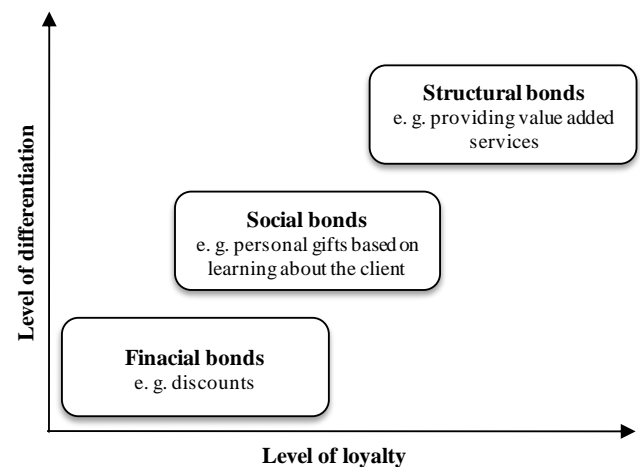 Level of differentiation
Structural bonds
e. g. providing value added
services
Social bonds
e. g. personal gifts based on
learning about the client
Finacial bonds
e. g. discounts
Level of loyalty